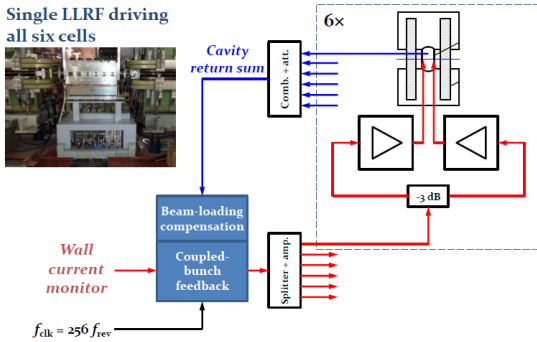 Single LLRF driving
all six cells
6×
Cavity
return sum
Comb. + att.
-3 dB
Beam-loading
compensation
Coupled-
bunch
feedback
Splitter + amp.
Wall
current
monitor
fclk = 256 frev